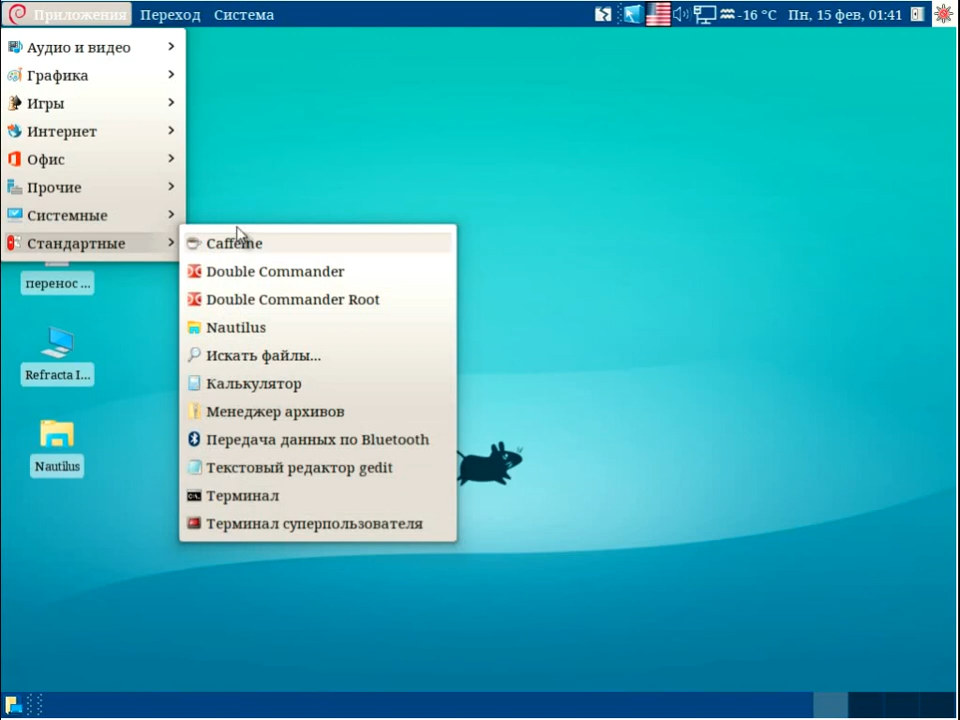 Приложения Переход Система -16 °C Пн, 15 фев, 01:41
Аудио и видео
Графика
Игры
Интернет
Офис
Прочие
Системные
Стандартные
Caffeine
Double Commander
Double Commander Root
Nautilus
Искать файлы...
Калькулятор
Менеджер архивов
Передача данных по Bluetooth
Текстовый редактор gedit
Терминал
Терминал суперпользователя
перенос ...
Refracta I...
Nautilus